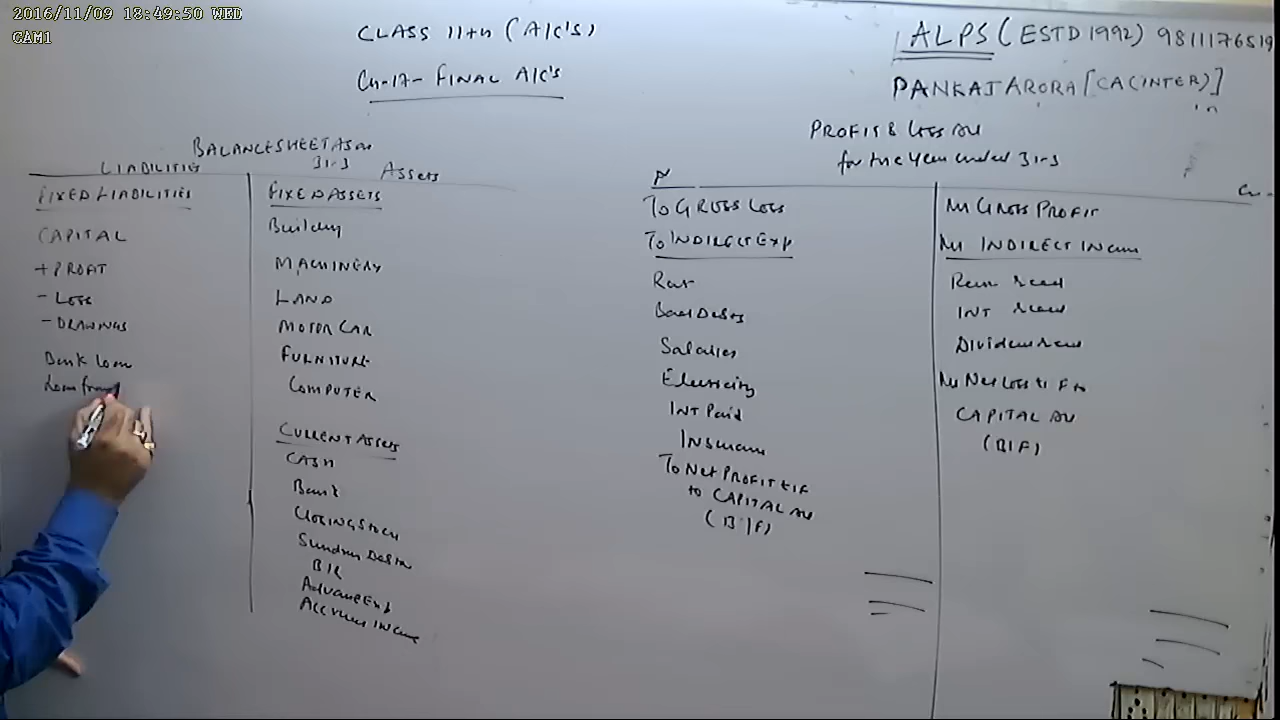 2016/11/09 18:49:50 WED
CAM1
CLASS 11th (A/C'S)
Ch-17- FINAL A/C'S
ALPS (ESTD 1992) 9811176519
PANKAJ ARORA [CA (INTER)]
BALANCE SHEET AS on
31-3
LIABILITIES
Assets
FIXED LIABILITIES
CAPITAL
+ PROFIT
- Loss
- DRAWINGS
Bank loan
Loan from
FIXED ASSETS
Building
MACHINERY
LAND
MOTOR CAR
FURNITURE
COMPUTER
CURRENT ASSETS
CASH
Bank
CLOSING STOCK
Sundry Debtors
B/R
Advance Exp
Accrued Income
PROFIT & Loss A/c
for the Year ended 31-3
Dr
To GROSS LOSS
To INDIRECT EXP
Rent
Bad Debts
Salaries
Electricity
INT Paid
Insurance
To Net PROFIT t/f
to CAPITAL A/c
(B/F)
Cr.
By GROSS PROFIT
By INDIRECT Income
Rent recd
INT recd
Dividend recd
By Net Loss t/f to
CAPITAL A/c
(B/F)